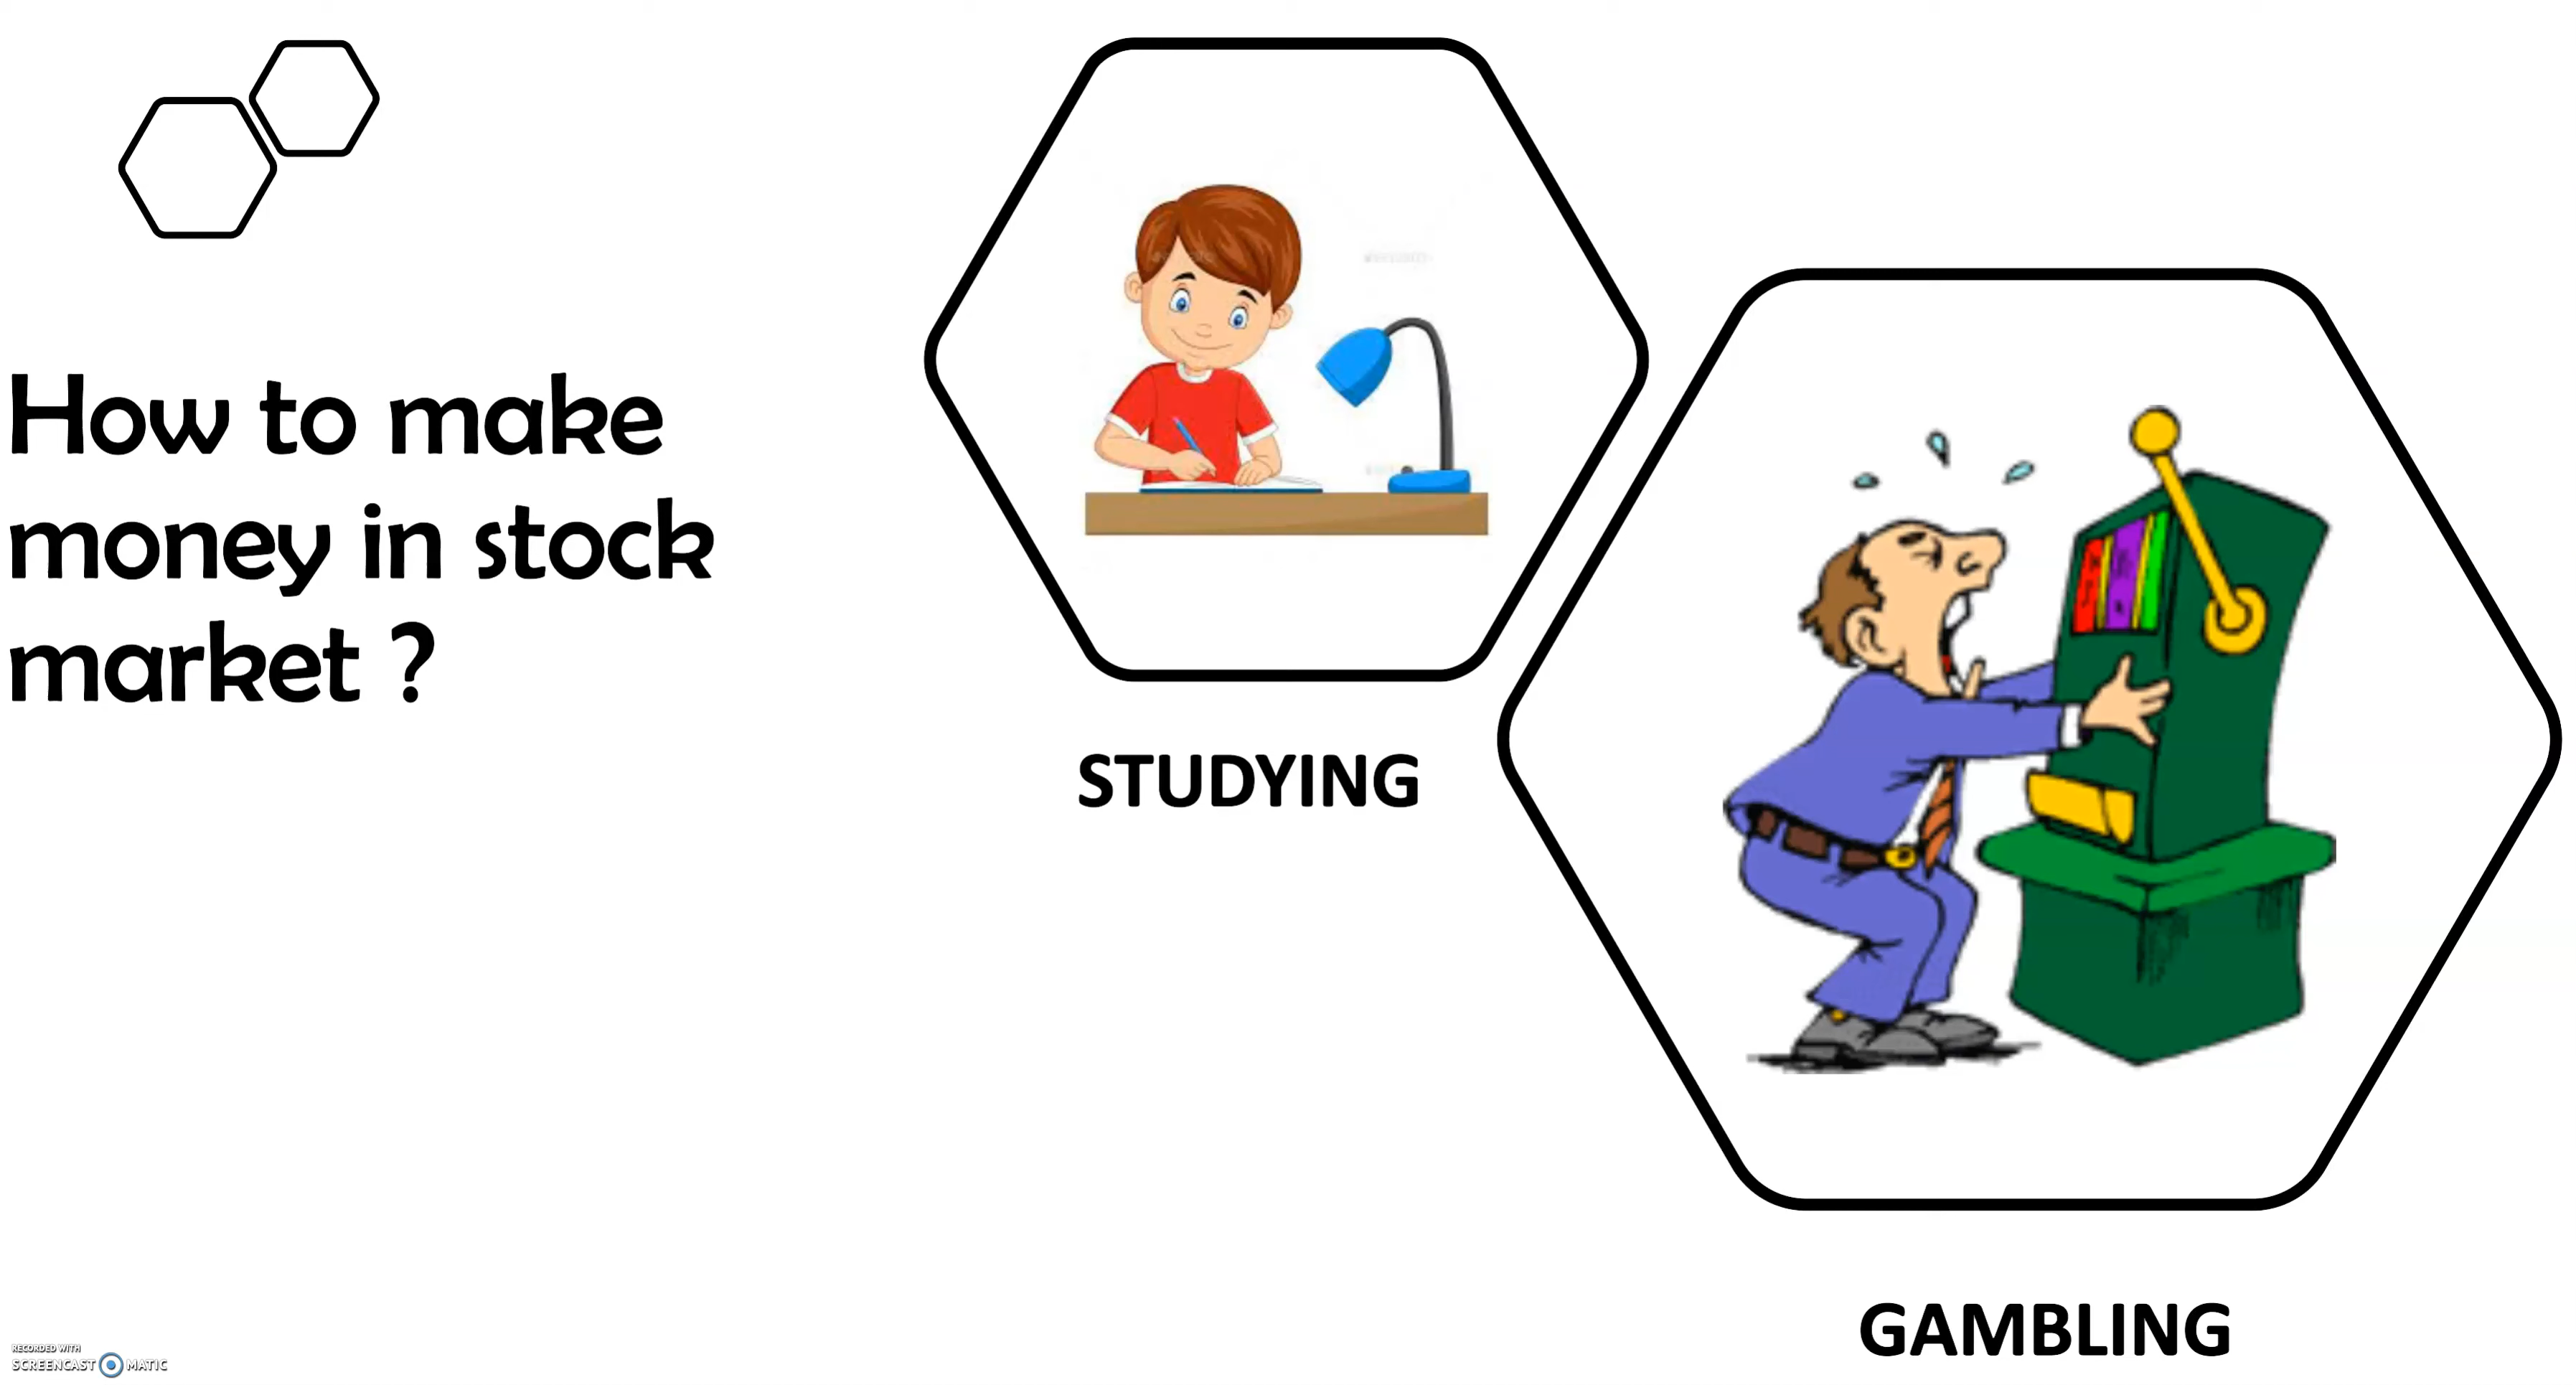 How to make
money in stock
market ?
STUDYING
GAMBLING
RECORDED WITH
SCREENCAST MATIC